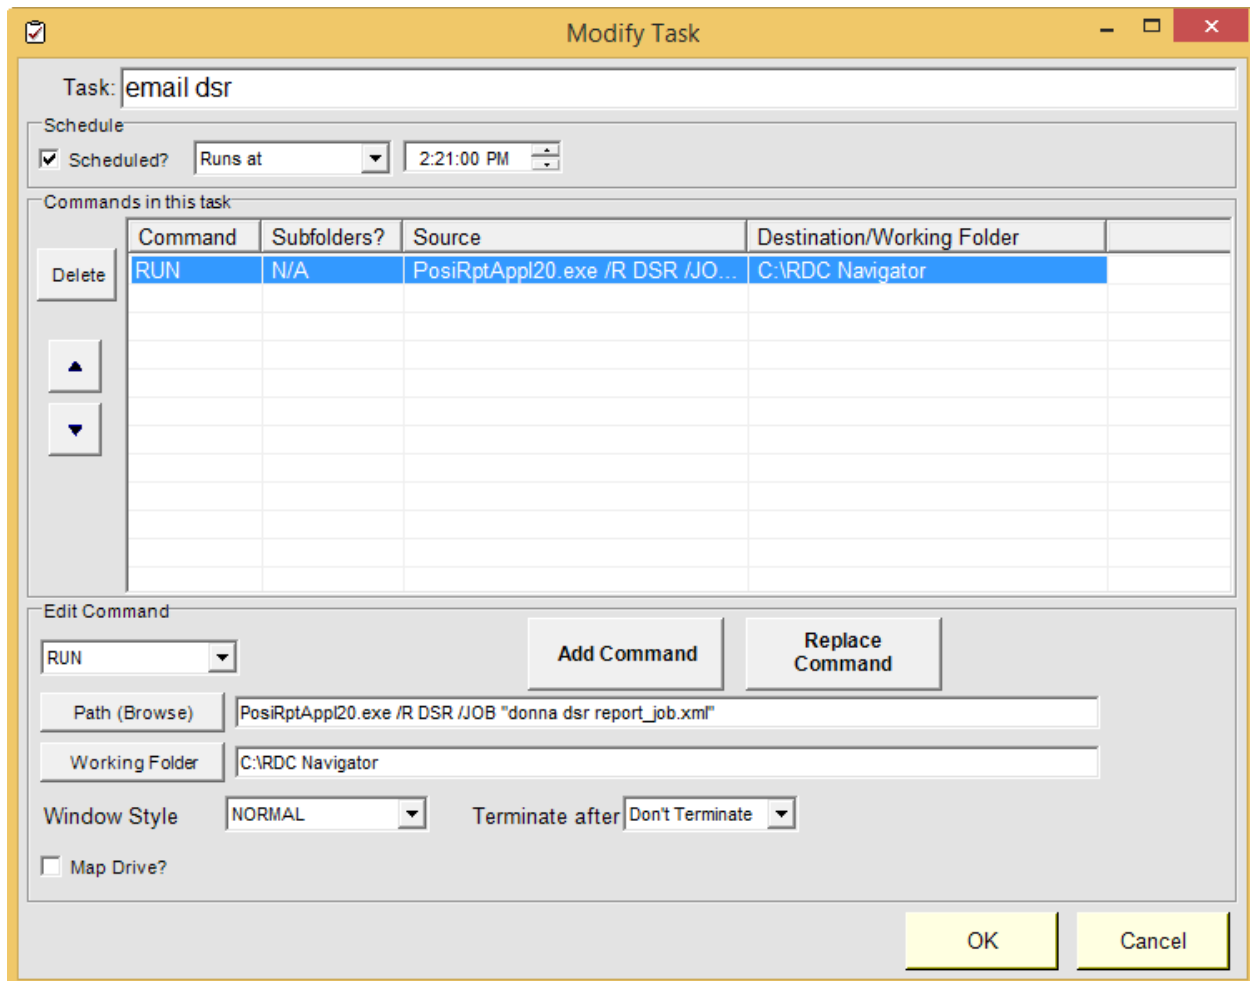 Modify Task
Task: email dsr
Schedule
Scheduled? Runs at 2:21:00 PM
Commands in this task
Command Subfolders? Source Destination/Working Folder
Delete RUN N/A PosiRptAppl20.exe /R DSR /JO... C:\RDC Navigator
Edit Command
RUN Add Command Replace Command
Path (Browse) PosiRptAppl20.exe /R DSR /JOB "donna dsr report_job.xml"
Working Folder C:\RDC Navigator
Window Style NORMAL Terminate after Don't Terminate
Map Drive?
OK Cancel